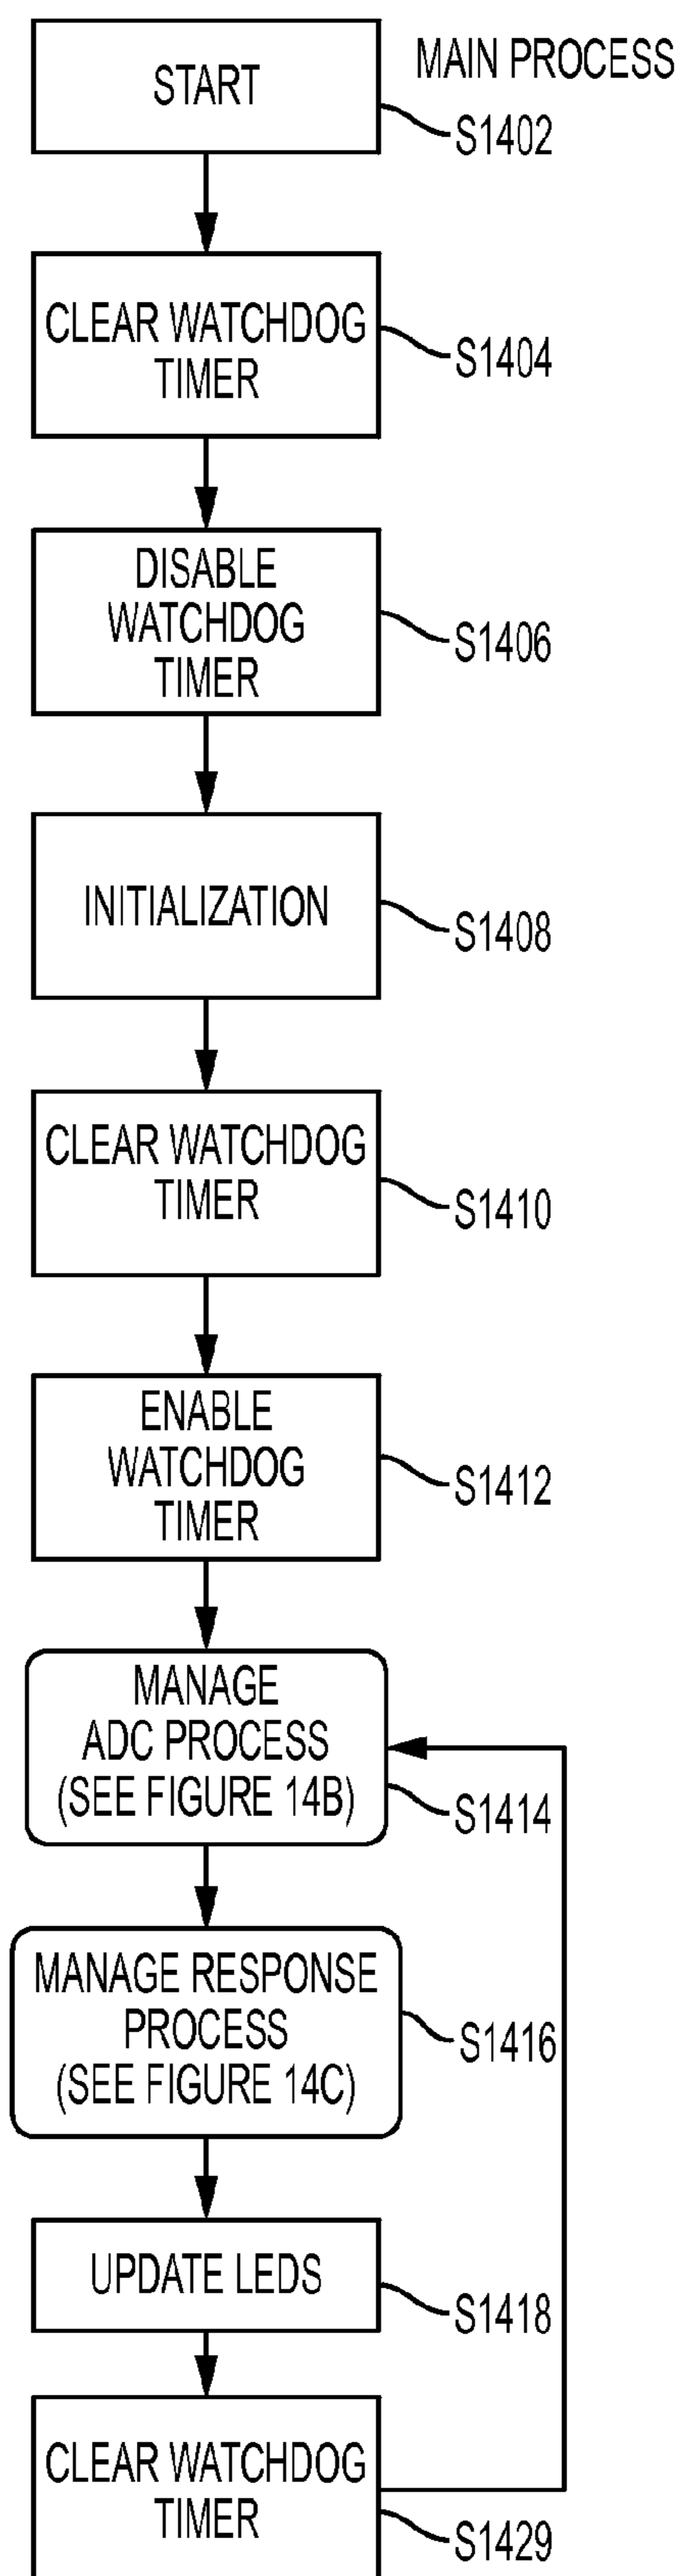 MAIN PROCESS
START
S1402
CLEAR WATCHDOG
TIMER
S1404
DISABLE
WATCHDOG
TIMER
S1406
INITIALIZATION
S1408
CLEAR WATCHDOG
TIMER
S1410
ENABLE
WATCHDOG
TIMER
S1412
MANAGE
ADC PROCESS
(SEE FIGURE 14B)
S1414
MANAGE RESPONSE
PROCESS
(SEE FIGURE 14C)
S1416
UPDATE LEDS
S1418
CLEAR WATCHDOG
TIMER
S1429